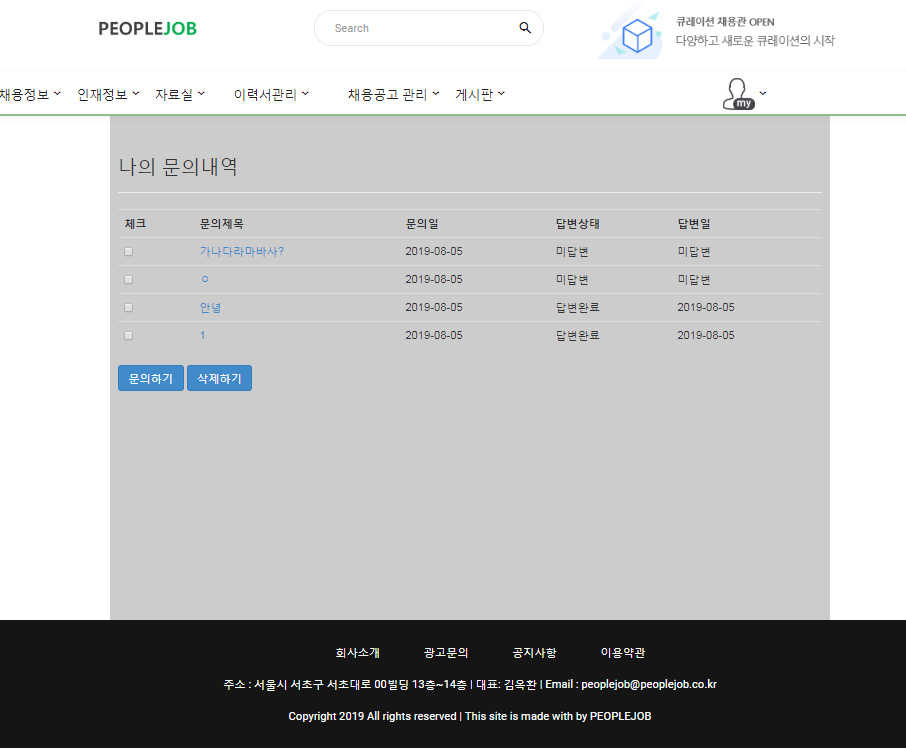 PEOPLEJOB
Search
큐레이션 채용관 OPEN
다양하고 새로운 큐레이션의 시작
채용정보 인재정보 자료실 이력서관리 채용공고 관리 게시판 my
나의 문의내역
체크 문의제목 문의일 답변상태 답변일
가나다라마바사? 2019-08-05 미답변 미답변
ㅇ 2019-08-05 미답변 미답변
안녕 2019-08-05 답변완료 2019-08-05
1 2019-08-05 답변완료 2019-08-05
문의하기 삭제하기
회사소개 광고문의 공지사항 이용약관
주소 : 서울시 서초구 서초대로 00빌딩 13층~14층 | 대표: 김옥환 | Email : peoplejob@peoplejob.co.kr
Copyright 2019 All rights reserved | This site is made with by PEOPLEJOB